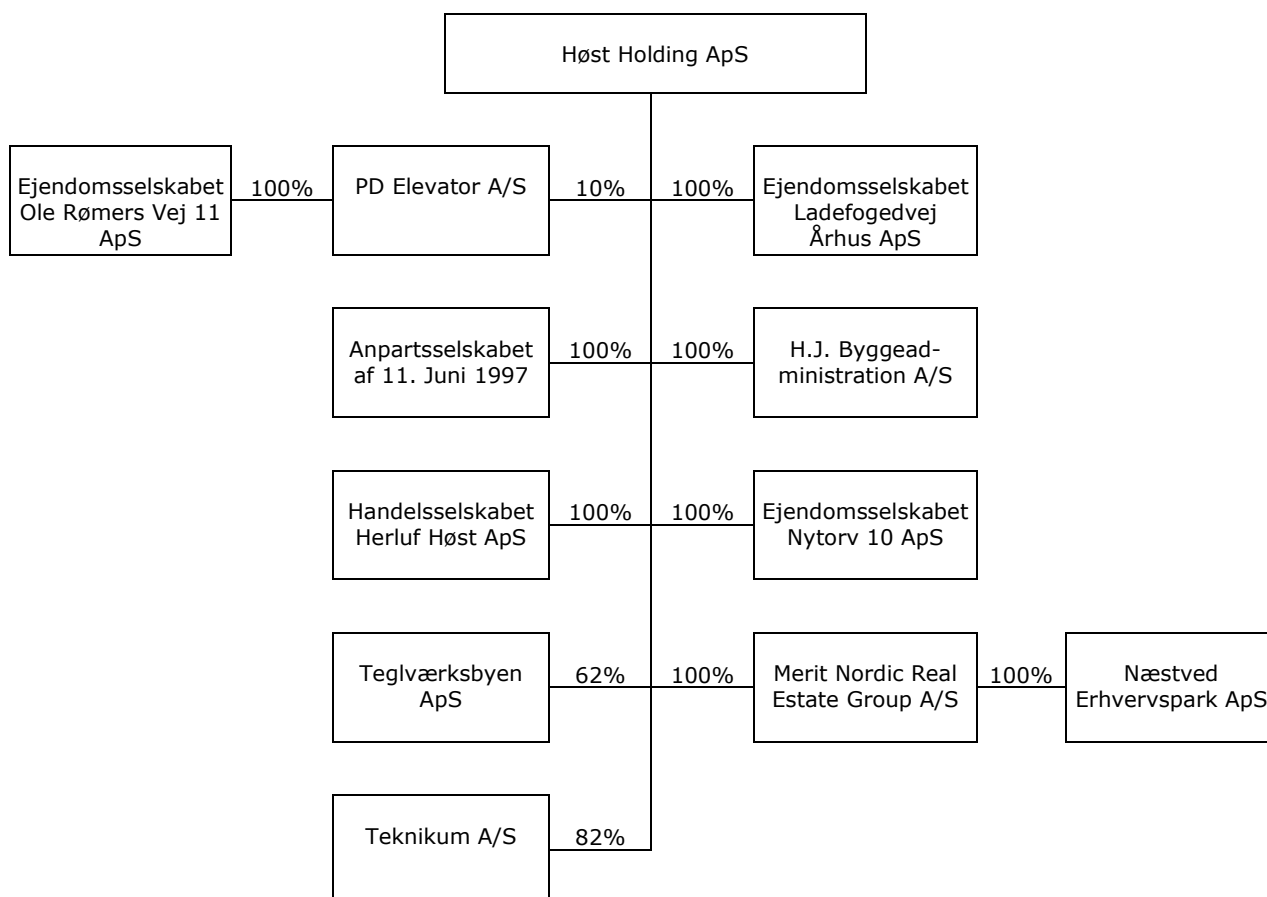 Høst Holding ApS
Ejendomsselskabet
Ole Rømers Vej 11
ApS
100%
PD Elevator A/S
10%
100%
Ejendomsselskabet
Ladefogedvej
Århus ApS
Anpartsselskabet
af 11. Juni 1997
100%
100%
H.J. Byggead-
ministration A/S
Handelsselskabet
Herluf Høst ApS
100%
100%
Ejendomsselskabet
Nytorv 10 ApS
Teglværksbyen
ApS
62%
100%
Merit Nordic Real
Estate Group A/S
100%
Næstved
Erhvervspark ApS
Teknikum A/S
82%